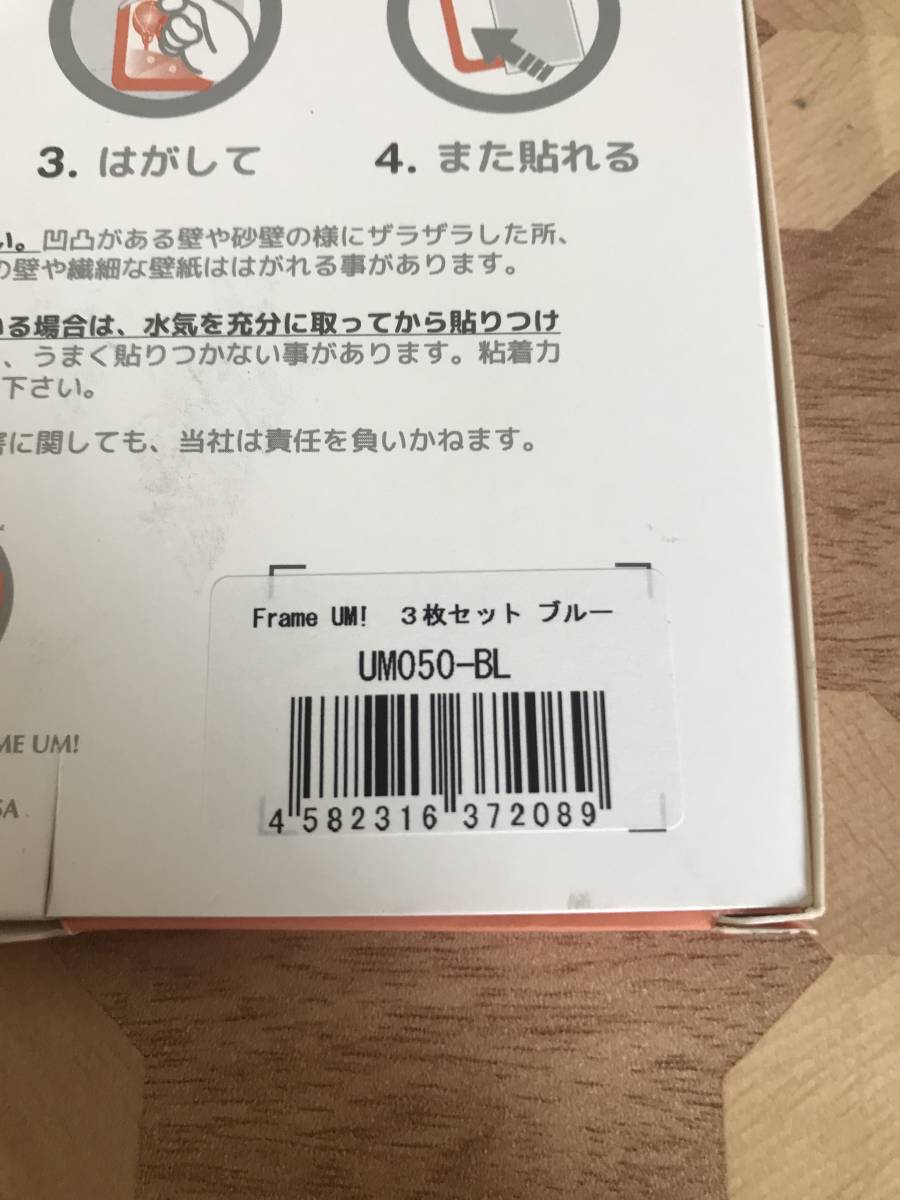 3. はがして
4. また貼れる
い。凹凸がある壁や砂壁の様にザラザラした所、
の壁や繊細な壁紙ははがれる事があります。
いる場合は、水気を充分に取ってから貼りつけ
、うまく貼りつかない事があります。粘着力
下さい。
害に関しても、当社は責任を負いかねます。
Frame UM! 3枚セット ブルー
UM050-BL
4 582316 372089
ME UM!
SA